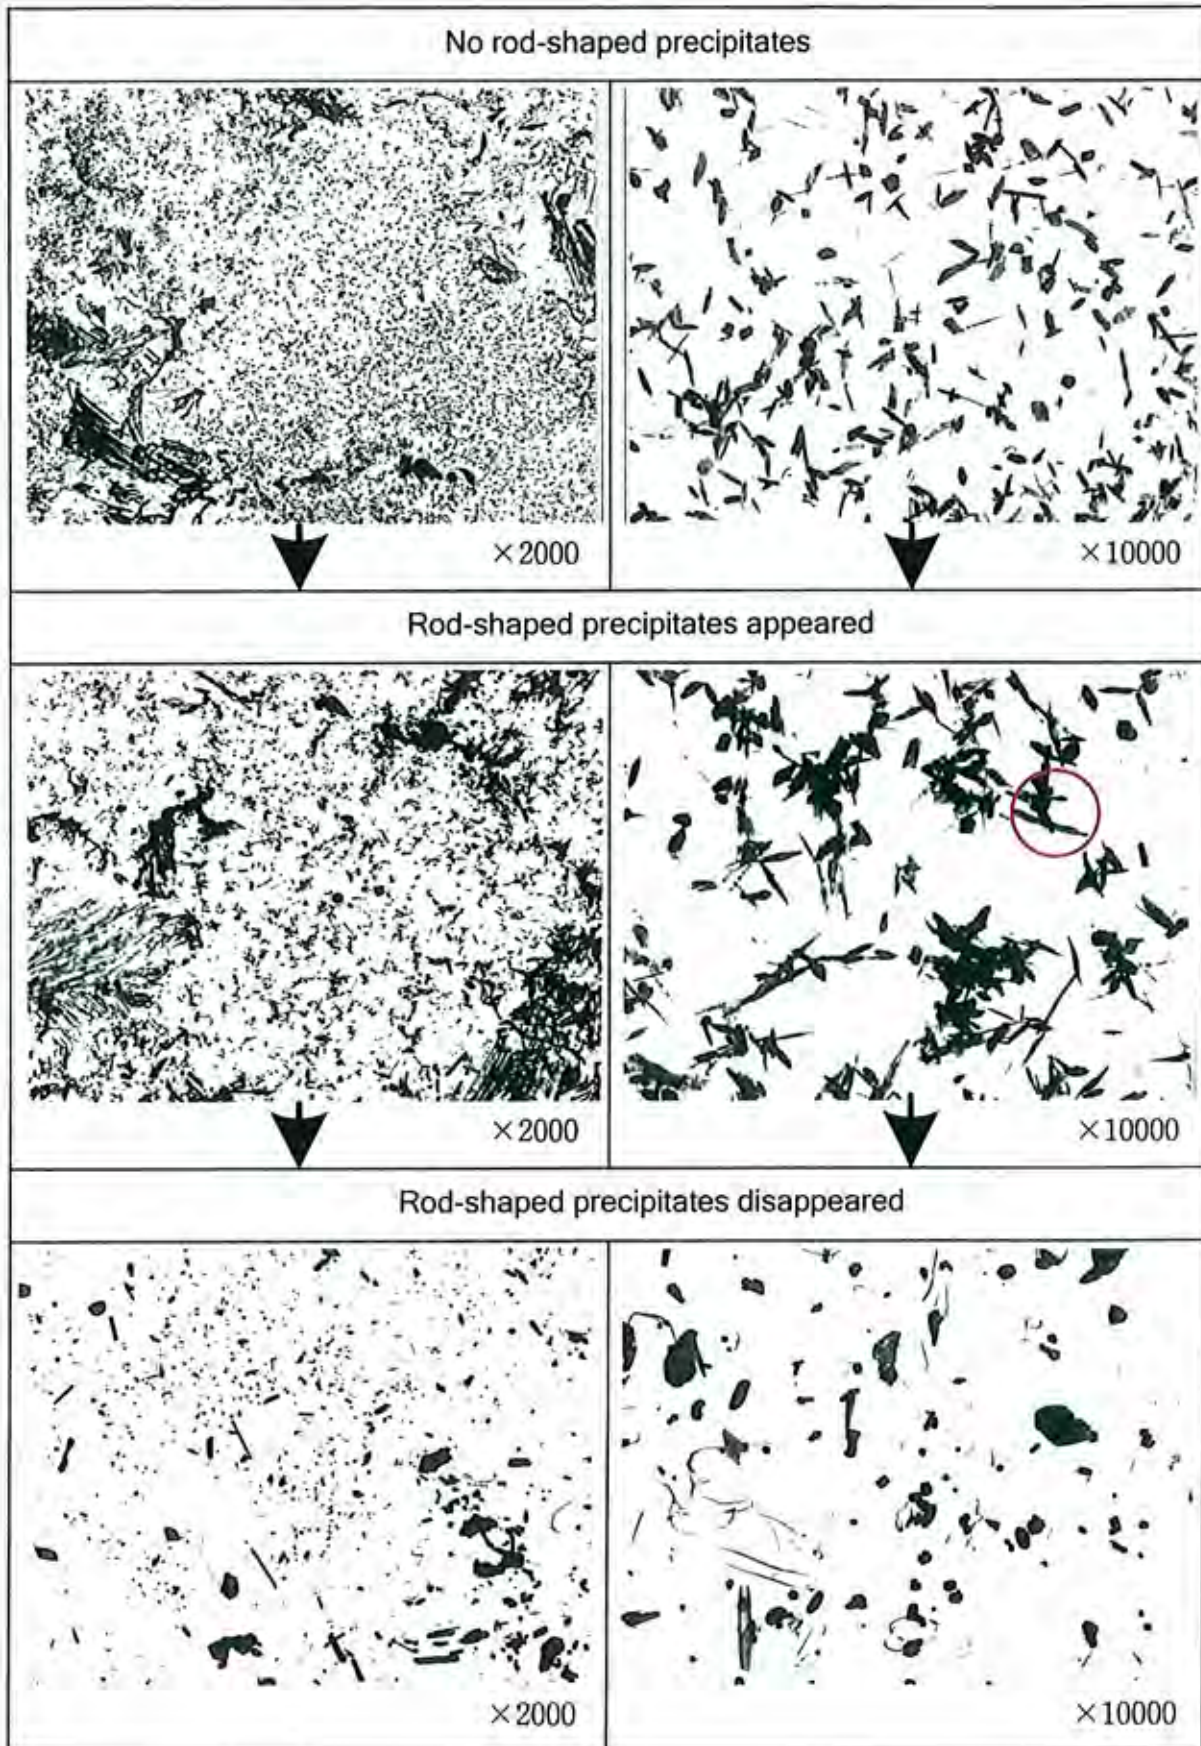 No rod-shaped precipitates
×2000
×10000
Rod-shaped precipitates appeared
×2000
×10000
Rod-shaped precipitates disappeared
×2000
×10000